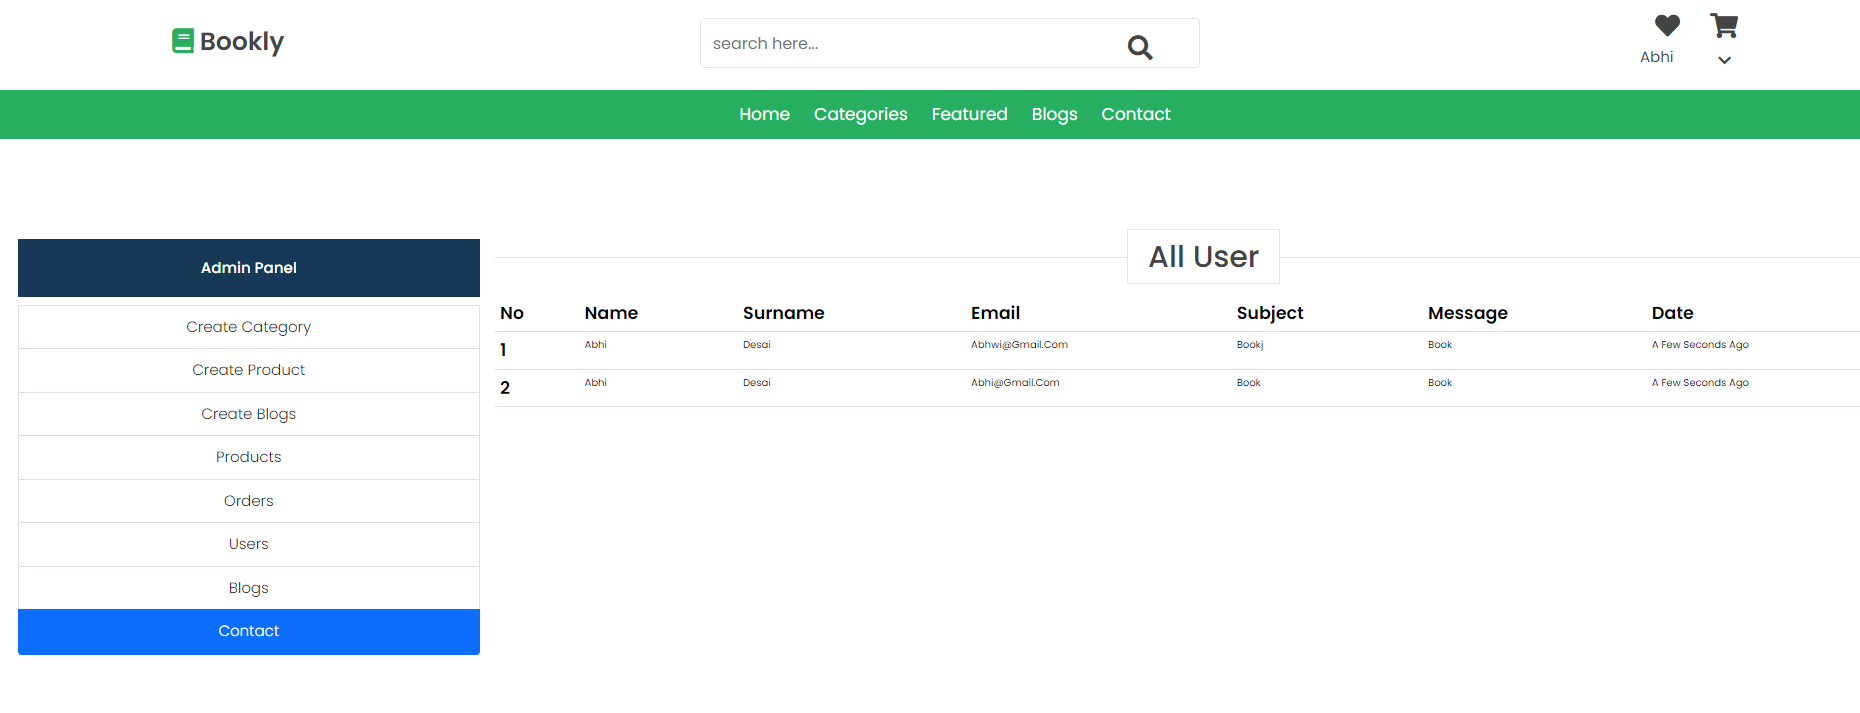 Bookly
search here...
Abhi
Home Categories Featured Blogs Contact
Admin Panel
Create Category
Create Product
Create Blogs
Products
Orders
Users
Blogs
Contact
All User
No Name Surname Email Subject Message Date
1 Abhi Desai Abhwi@Gmail.Com Bookj Book A Few Seconds Ago
2 Abhi Desai Abhi@Gmail.Com Book Book A Few Seconds Ago